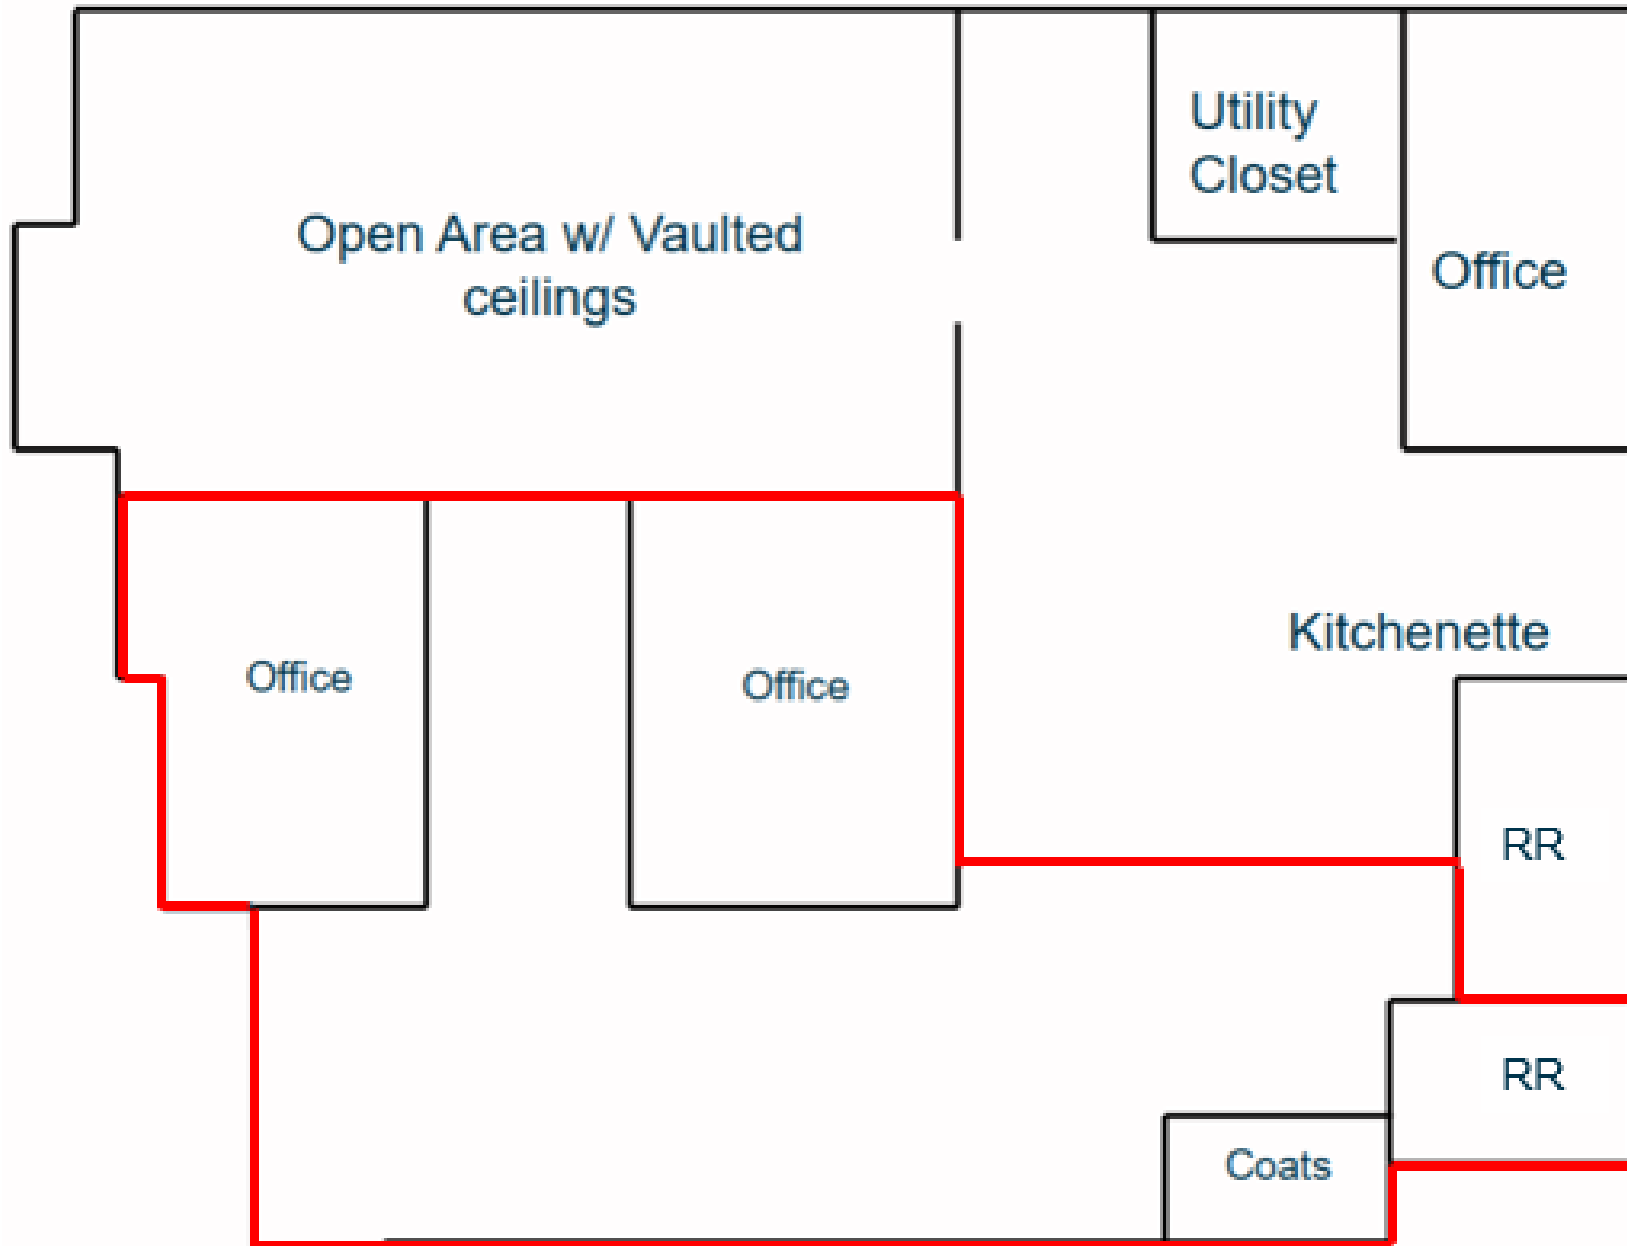 Utility
Closet
Open Area w/ Vaulted
ceilings
Office
Kitchenette
Office
Office
RR
RR
Coats